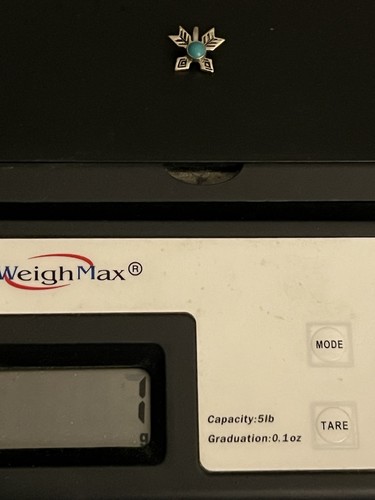 WeighMax®
MODE
Capacity:5lb
Graduation:0.1oz
TARE